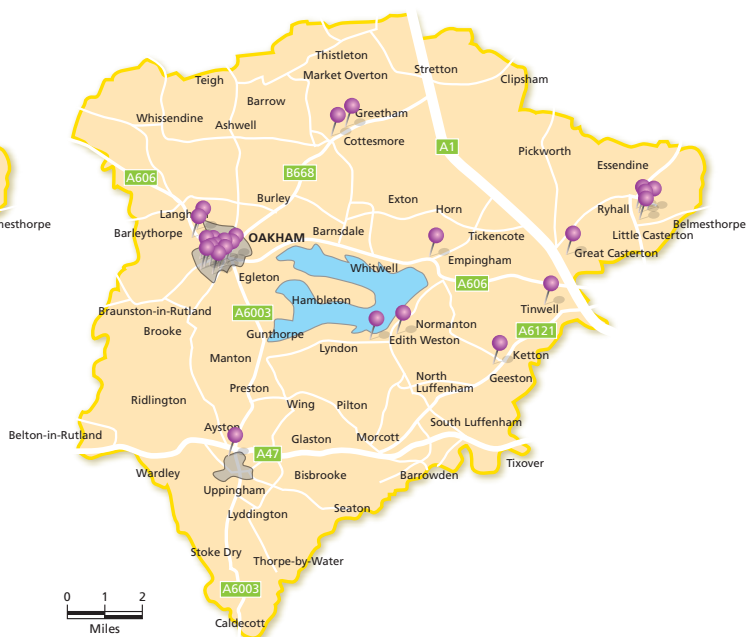 Thistleton
Stretton
Market Overton
Teigh
Clipsham
Barrow
Greetham
Whissendine
Ashwell
Cottesmore
A1
Pickworth
Essendine
B668
A606
Burley
Exton
Horn
Langh
Ryhall
Belmesthorpe
mesthorpe
Barleythorpe
OAKHAM
Barnsdale
Tickencote
Little Casterton
Great Casterton
Empingham
Whitwell
Egleton
A606
Hambleton
Braunston-in-Rutland
A6003
Tinwell
Normanton
Brooke
Gunthorpe
Edith Weston
A6121
Lyndon
Manton
Ketton
North
Luffenham
Geeston
Preston
Ridlington
Wing
Pilton
South Luffenham
Ayston
Belton-in-Rutland
Glaston
Morcott
A47
Tixover
Wardley
Bisbrooke
Barrowden
Uppingham
Seaton
Lyddington
Stoke Dry
Thorpe-by-Water
A6003
0 1 2
Miles
Caldecott